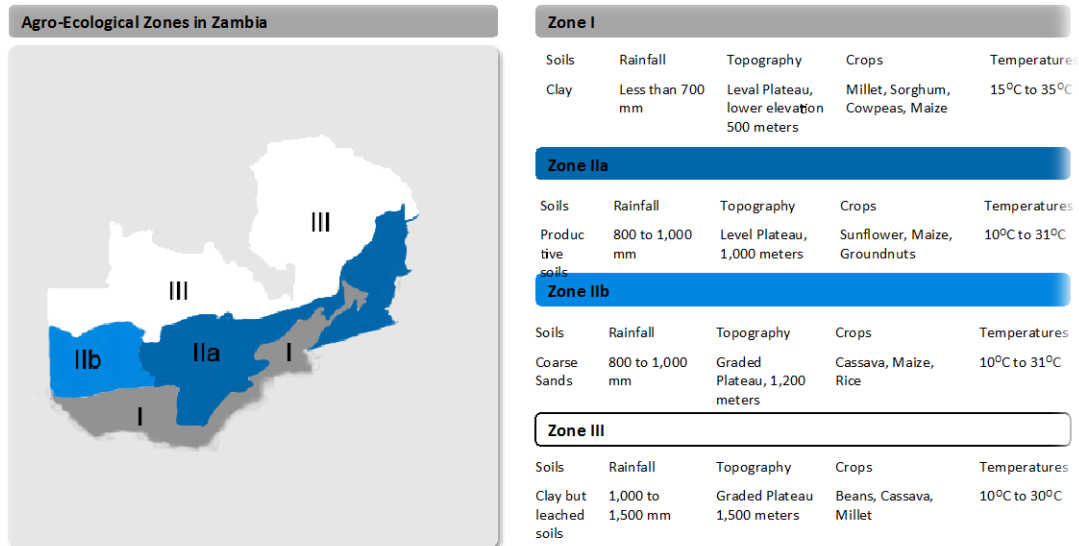 Agro-Ecological Zones in Zambia
III
III
IIb
IIa
I
I
Zone I
Soils Rainfall Topography Crops Temperatures
Clay Less than 700 Leval Plateau, Millet, Sorghum, 15⁰C to 35⁰C
mm lower elevation Cowpeas, Maize
500 meters
Zone IIa
Soils Rainfall Topography Crops Temperatures
Produc 800 to 1,000 Level Plateau, Sunflower, Maize, 10⁰C to 31⁰C
tive mm 1,000 meters Groundnuts
soils
Zone IIb
Soils Rainfall Topography Crops Temperatures
Coarse 800 to 1,000 Graded Cassava, Maize, 10⁰C to 31⁰C
Sands mm Plateau, 1,200 Rice
meters
Zone III
Soils Rainfall Topography Crops Temperatures
Clay but 1,000 to Graded Plateau Beans, Cassava, 10⁰C to 30⁰C
leached 1,500 mm 1,500 meters Millet
soils